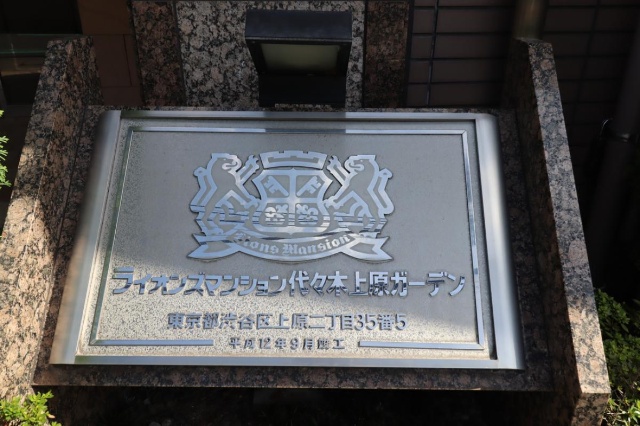 Lions Mansion
ライオンズマンション代々木上原ガーデン
東京都渋谷区上原二丁目35番5
平成12年9月竣工